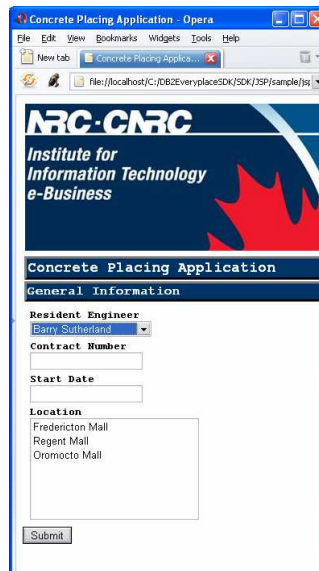 Concrete Placing Application - Opera
File Edit View Bookmarks Widgets Tools Help
New tab Concrete Placing Applica...
file://localhost/C:/DB2EveryplaceSDK/SDK/JSP/sample/jsp
NRC·CNRC
Institute for
Information Technology
e-Business
Concrete Placing Application
General Information
Resident Engineer
Barry Sutherland
Contract Number
Start Date
Location
Fredericton Mall
Regent Mall
Oromocto Mall
Submit